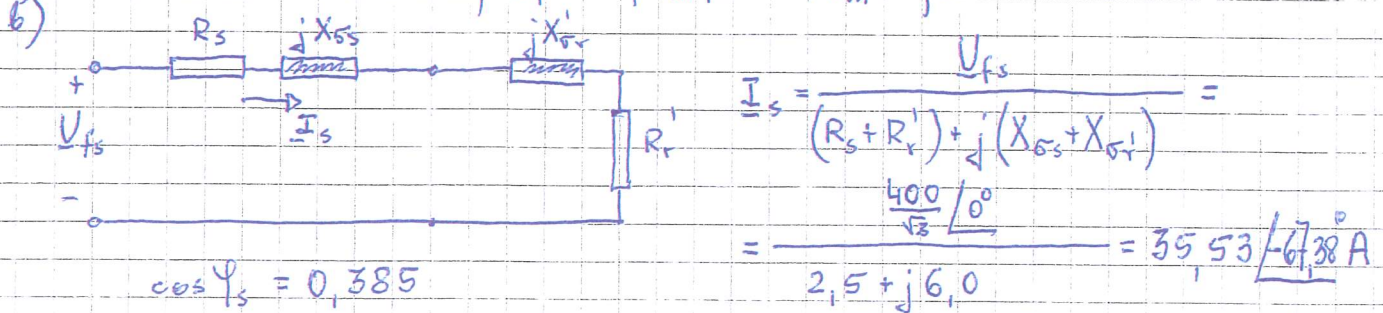 б)
R_s jX_σs jX'_σr
+ I_s
U_fs R'_r
-
I_s = U_fs / ((R_s + R'_r) + j(X_σs + X'_σr)) =
= (400/√3 /0°) / (2,5 + j6,0) = 35,53 /-67,38° A
cos φ_s = 0,385